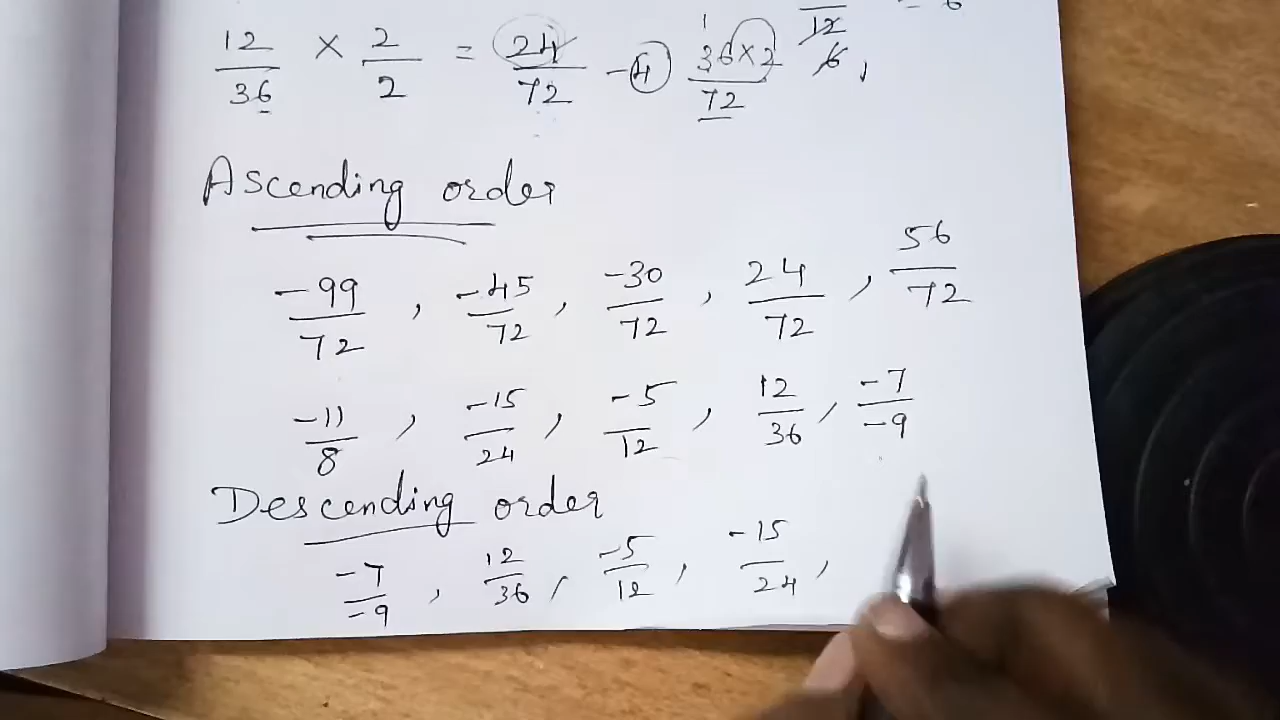 12/36 × 2/2 = 24/72 -4 36×2/72 12 6,
Ascending order
-99/72, -45/72, -30/72, 24/72, 56/72
-11/8, -15/24, -5/12, 12/36, -7/-9
Descending order
-7/-9, 12/36, -5/12, -15/24,